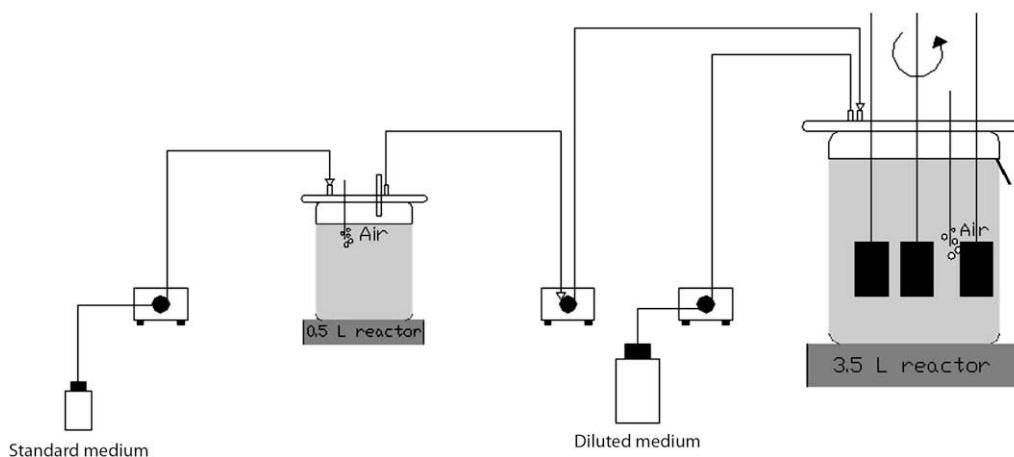 Air
Air
0.5 L reactor
3.5 L reactor
Standard medium
Diluted medium